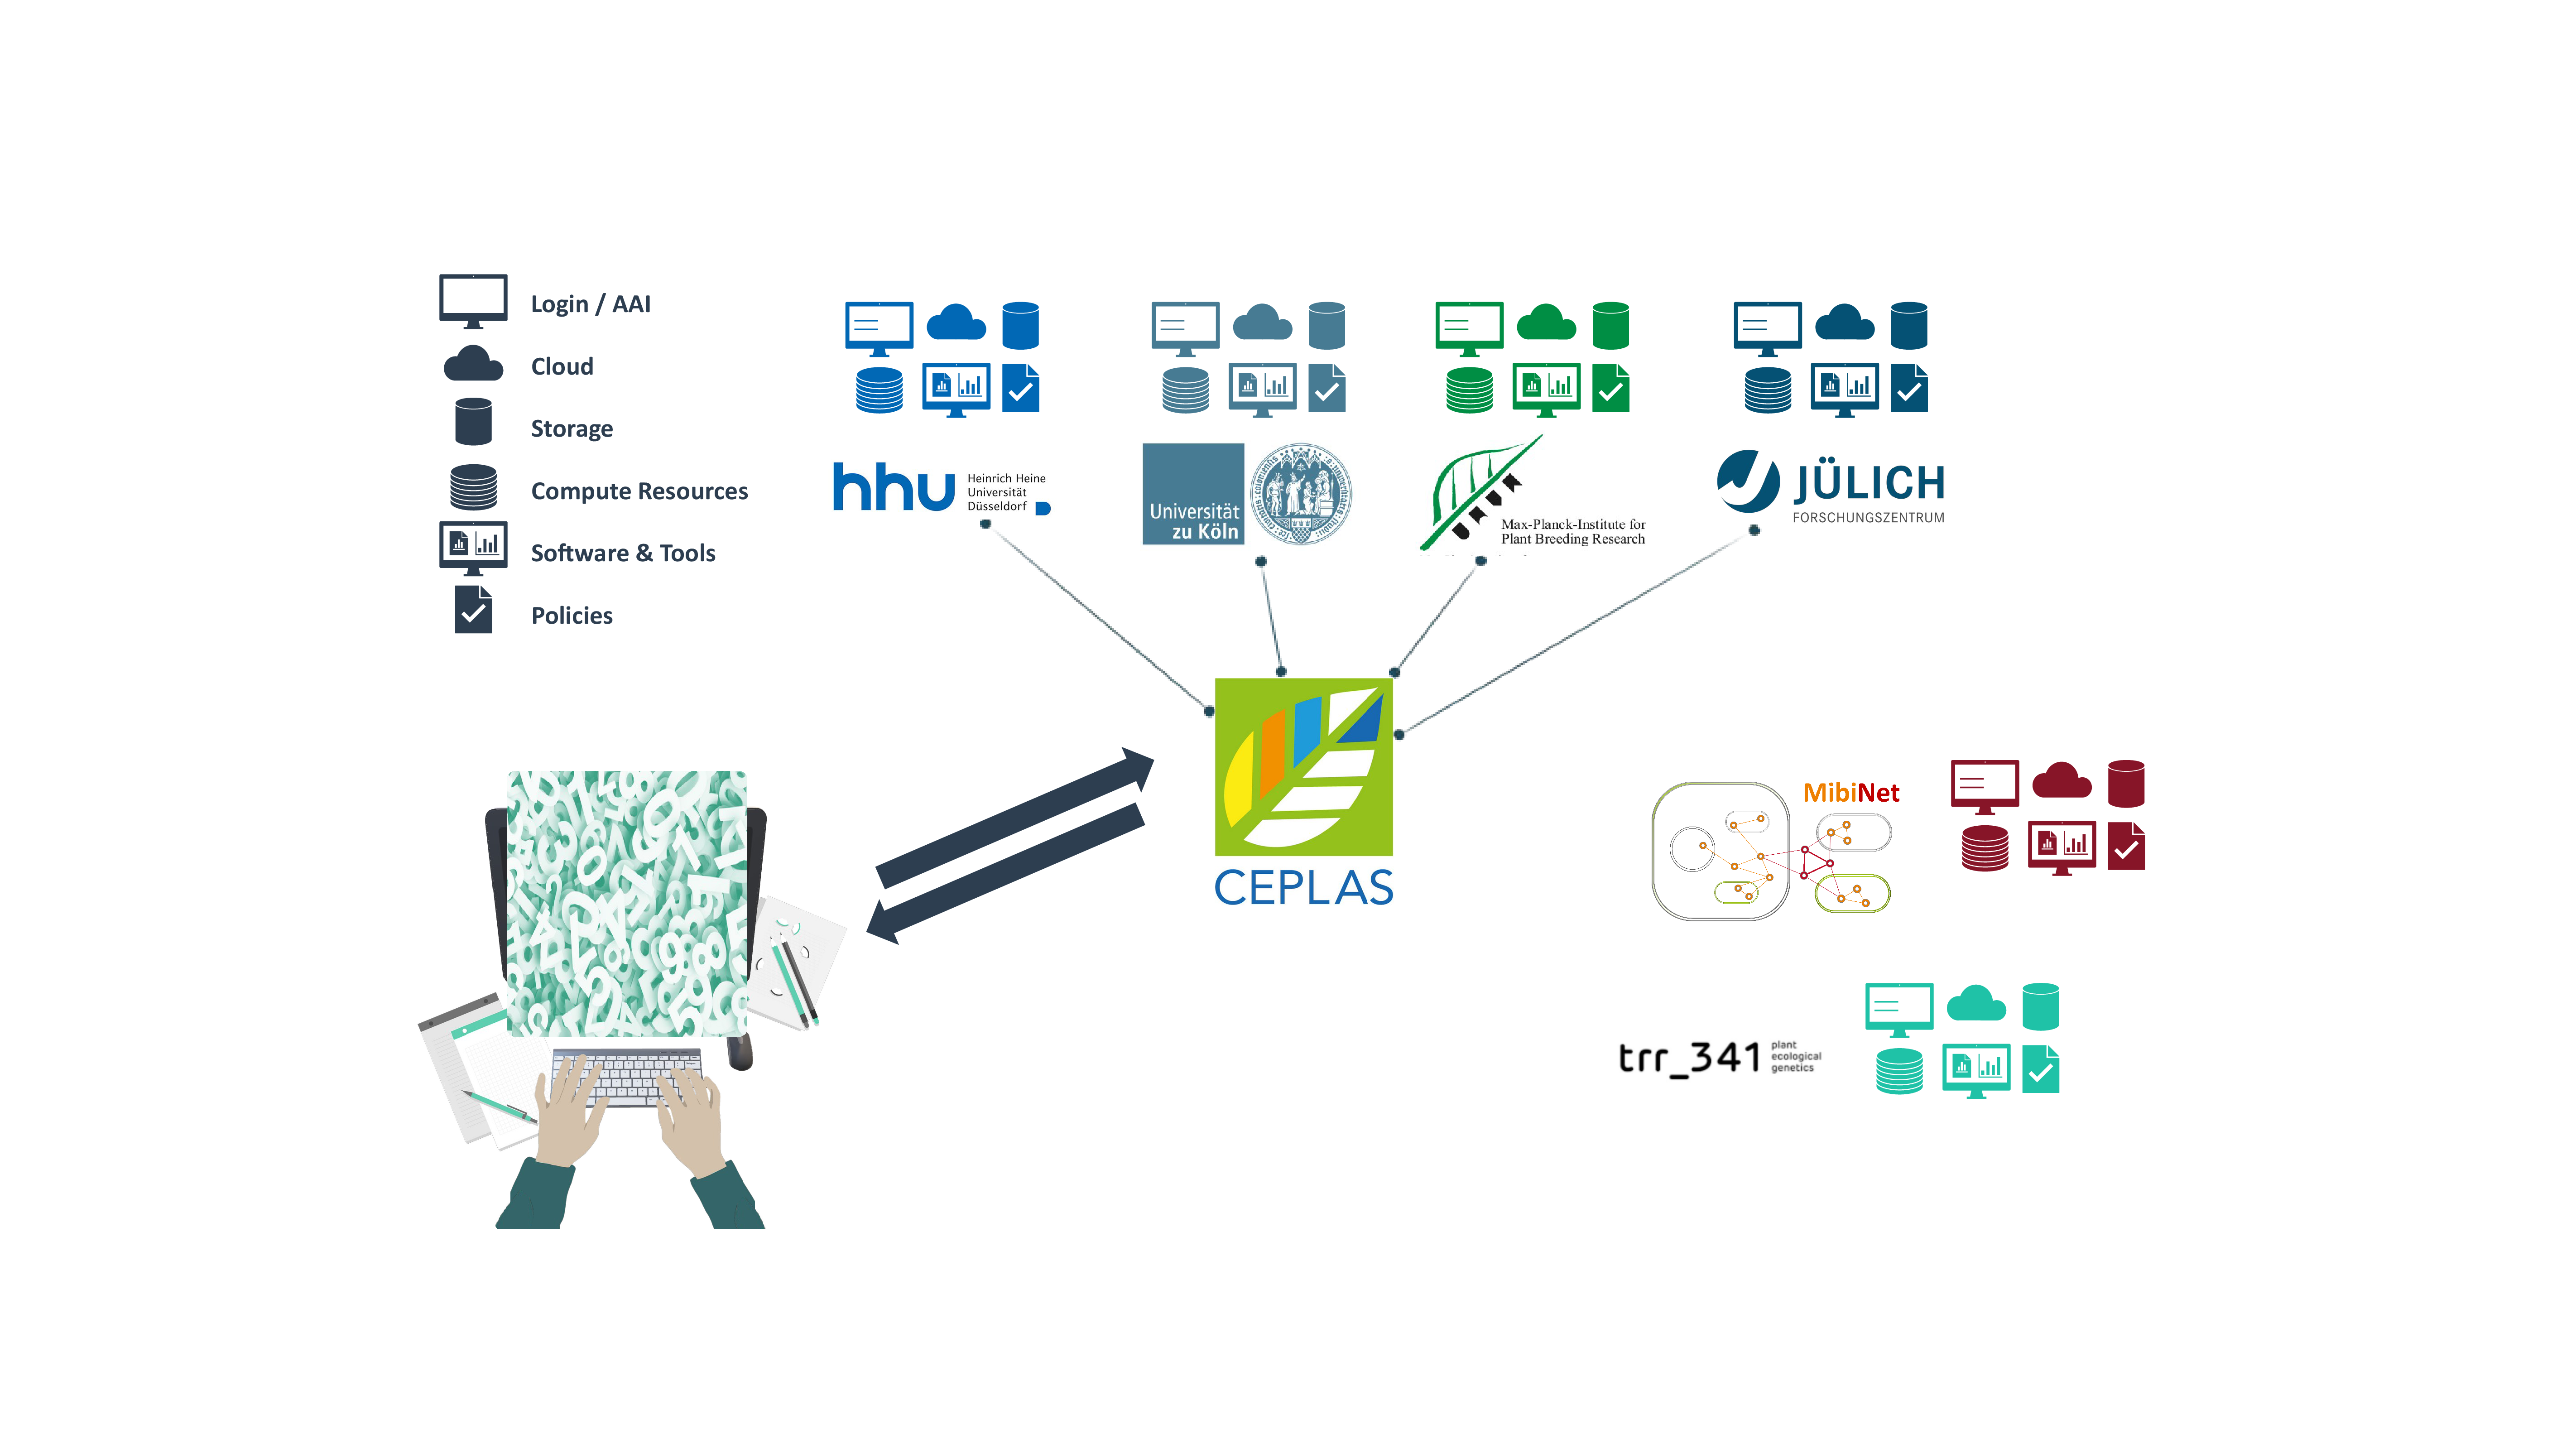 Login / AAI
Cloud
Storage
Compute Resources
Software & Tools
Policies
hhu
Heinrich Heine
Universität
Düsseldorf
Universität
zu Köln
Max-Planck-Institute for
Plant Breeding Research
JÜLICH
FORSCHUNGSZENTRUM
CEPLAS
MibiNet
trr_341
plant
ecological
genetics